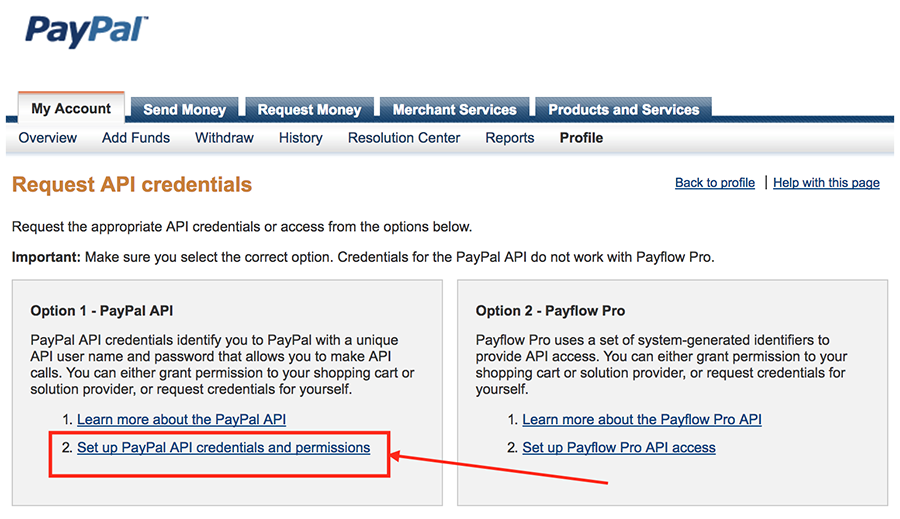 PayPal™
My Account
Send Money
Request Money
Merchant Services
Products and Services
Overview
Add Funds
Withdraw
History
Resolution Center
Reports
Profile
Request API credentials
Back to profile | Help with this page
Request the appropriate API credentials or access from the options below.
Important: Make sure you select the correct option. Credentials for the PayPal API do not work with Payflow Pro.
Option 1 - PayPal API
PayPal API credentials identify you to PayPal with a unique
API user name and password that allows you to make API
calls. You can either grant permission to your shopping cart or
solution provider, or request credentials for yourself.
1. Learn more about the PayPal API
2. Set up PayPal API credentials and permissions
Option 2 - Payflow Pro
Payflow Pro uses a set of system-generated identifiers to
provide API access. You can either grant permission to your
shopping cart or solution provider, or request credentials for
yourself.
1. Learn more about the Payflow Pro API
2. Set up Payflow Pro API access